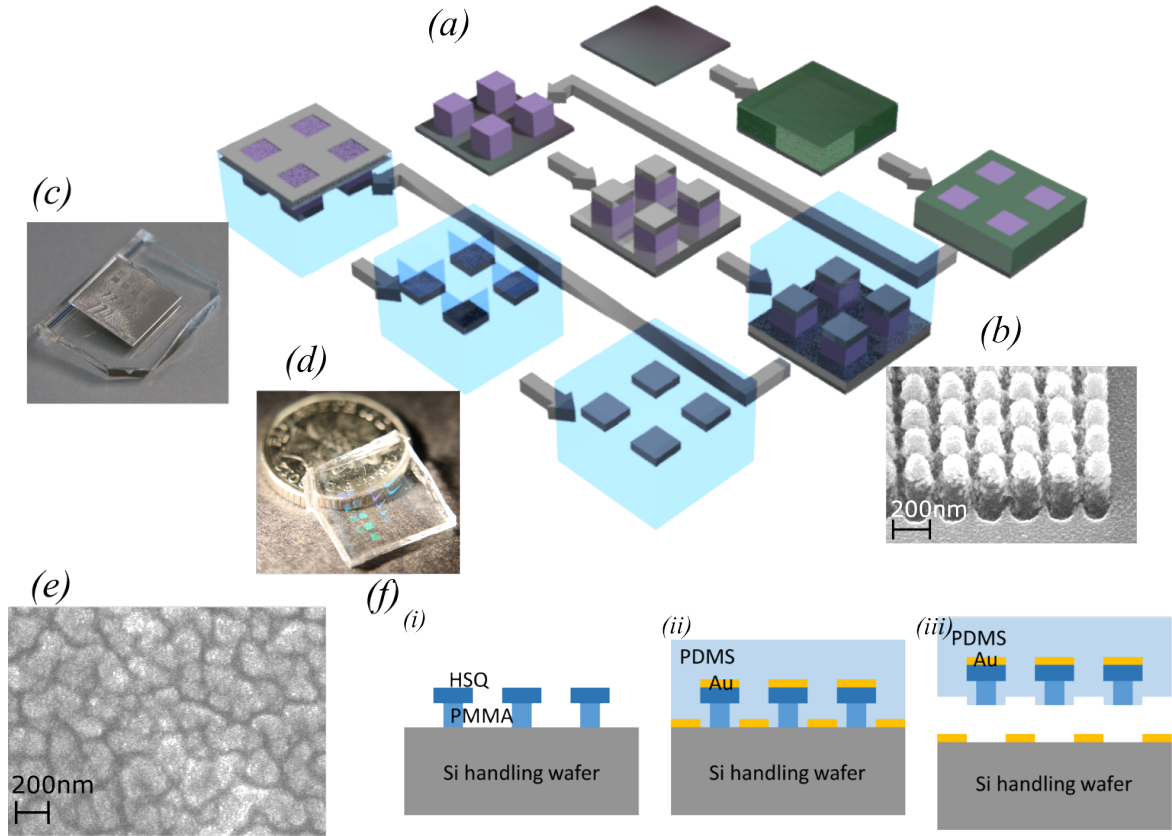 (a)
(c)
(b)
(d)
200nm
(e)
200nm
(f)
(i)
HSQ
PMMA
Si handling wafer
(ii)
PDMS
Au
Si handling wafer
(iii)
PDMS
Au
Si handling wafer